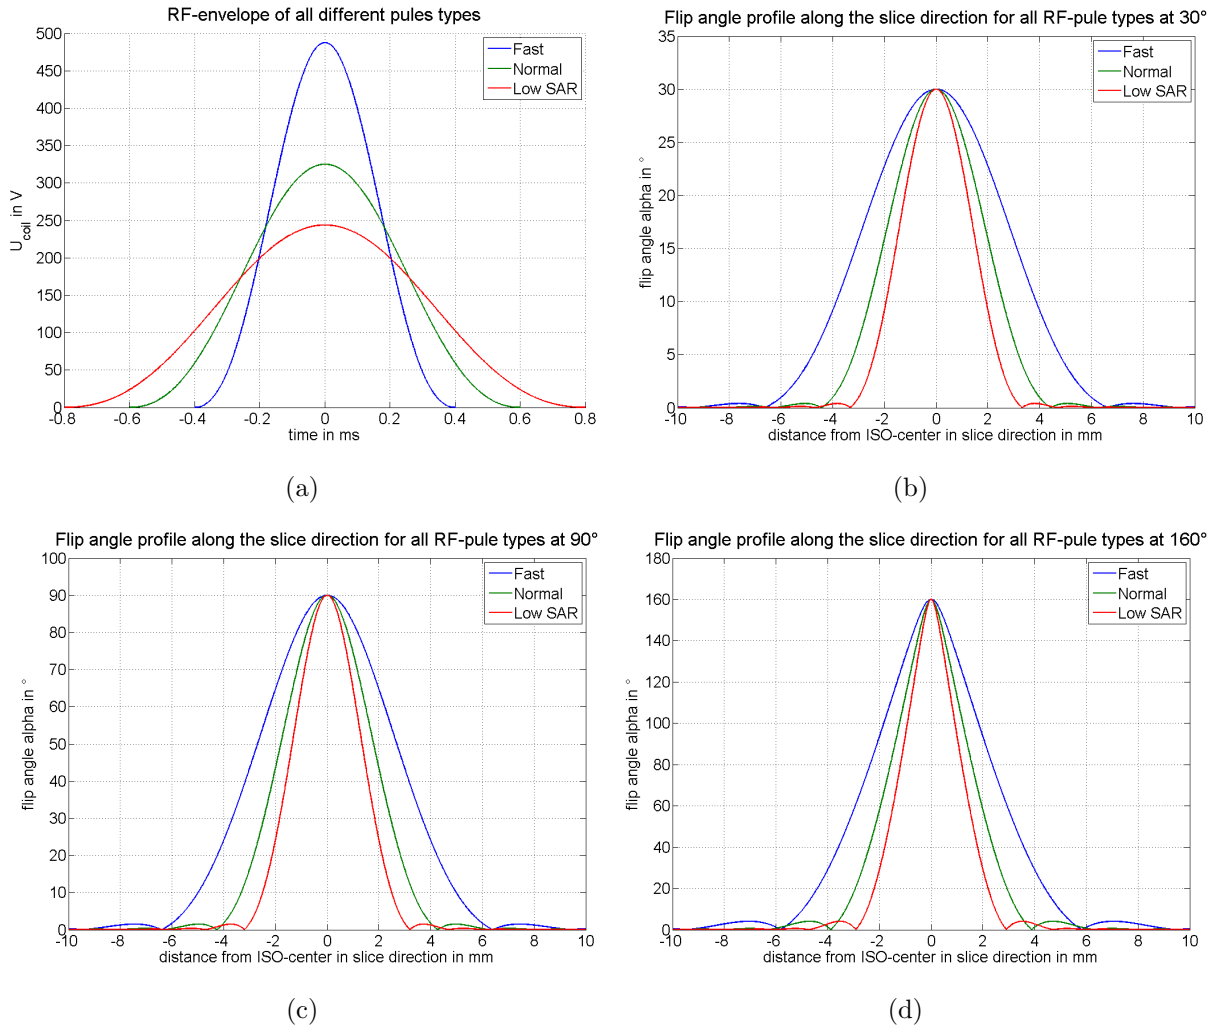 RF-envelope of all different pules types
500
450
400
350
300
250
200
150
100
50
0
U_coil in V
Fast
Normal
Low SAR
-0.8 -0.6 -0.4 -0.2 0 0.2 0.4 0.6 0.8
time in ms
(a)
Flip angle profile along the slice direction for all RF-pule types at 30°
35
30
25
20
15
10
5
0
flip angle alpha in °
Fast
Normal
Low SAR
-10 -8 -6 -4 -2 0 2 4 6 8 10
distance from ISO-center in slice direction in mm
(b)
Flip angle profile along the slice direction for all RF-pule types at 90°
100
90
80
70
60
50
40
30
20
10
0
flip angle alpha in °
Fast
Normal
Low SAR
-10 -8 -6 -4 -2 0 2 4 6 8 10
distance from ISO-center in slice direction in mm
(c)
Flip angle profile along the slice direction for all RF-pule types at 160°
180
160
140
120
100
80
60
40
20
0
flip angle alpha in °
Fast
Normal
Low SAR
-10 -8 -6 -4 -2 0 2 4 6 8 10
distance from ISO-center in slice direction in mm
(d)